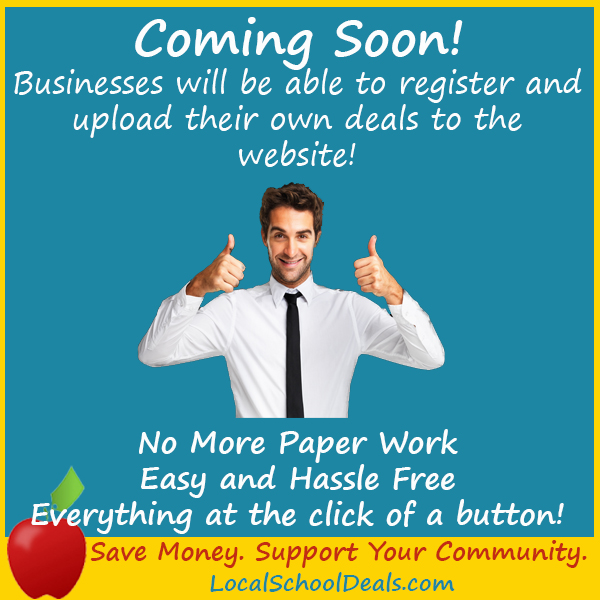 Coming Soon!
Businesses will be able to register and
upload their own deals to the
website!
No More Paper Work
Easy and Hassle Free
Everything at the click of a button!
Save Money. Support Your Community.
LocalSchoolDeals.com